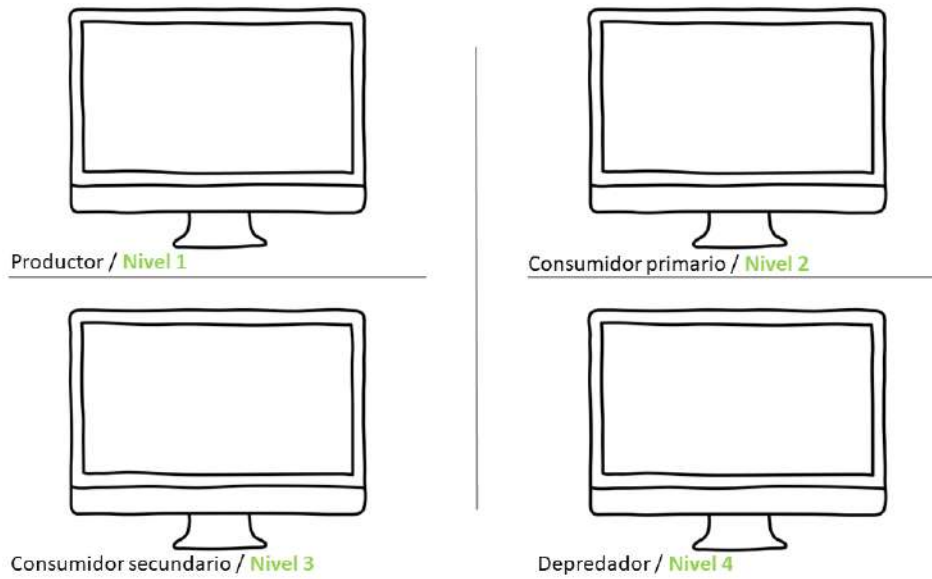 Productor / Nivel 1
Consumidor primario / Nivel 2
Consumidor secundario / Nivel 3
Depredador / Nivel 4